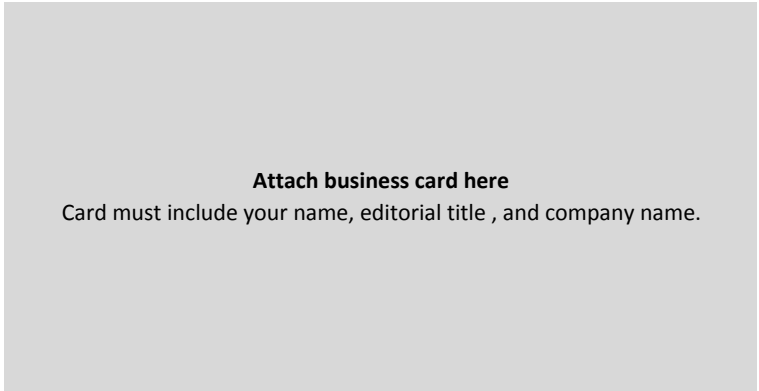 Attach business card here
Card must include your name, editorial title , and company name.